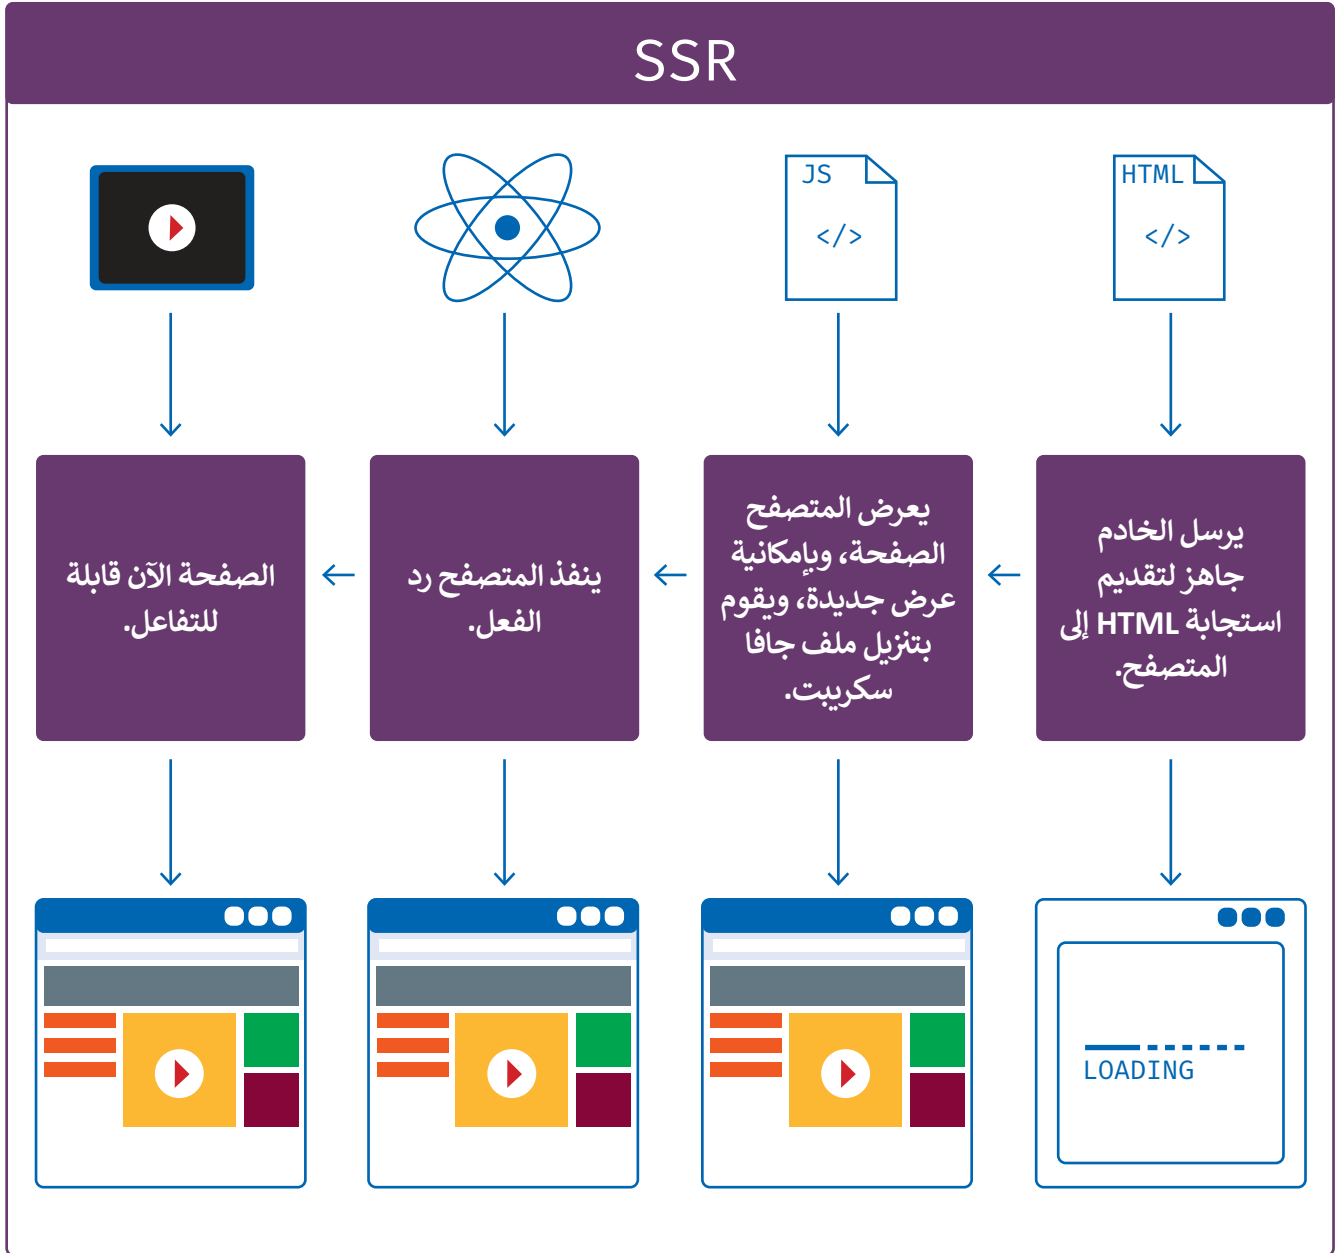 SSR
HTML
</>
JS
</>
يرسل الخادم
جاهز لتقديم
استجابة HTML إلى
المتصفح.
يعرض المتصفح
الصفحة، وبإمكانية
عرض جديدة، ويقوم
بتنزيل ملف جافا
سكريبت.
ينفذ المتصفح رد
الفعل.
الصفحة الآن قابلة
للتفاعل.
LOADING